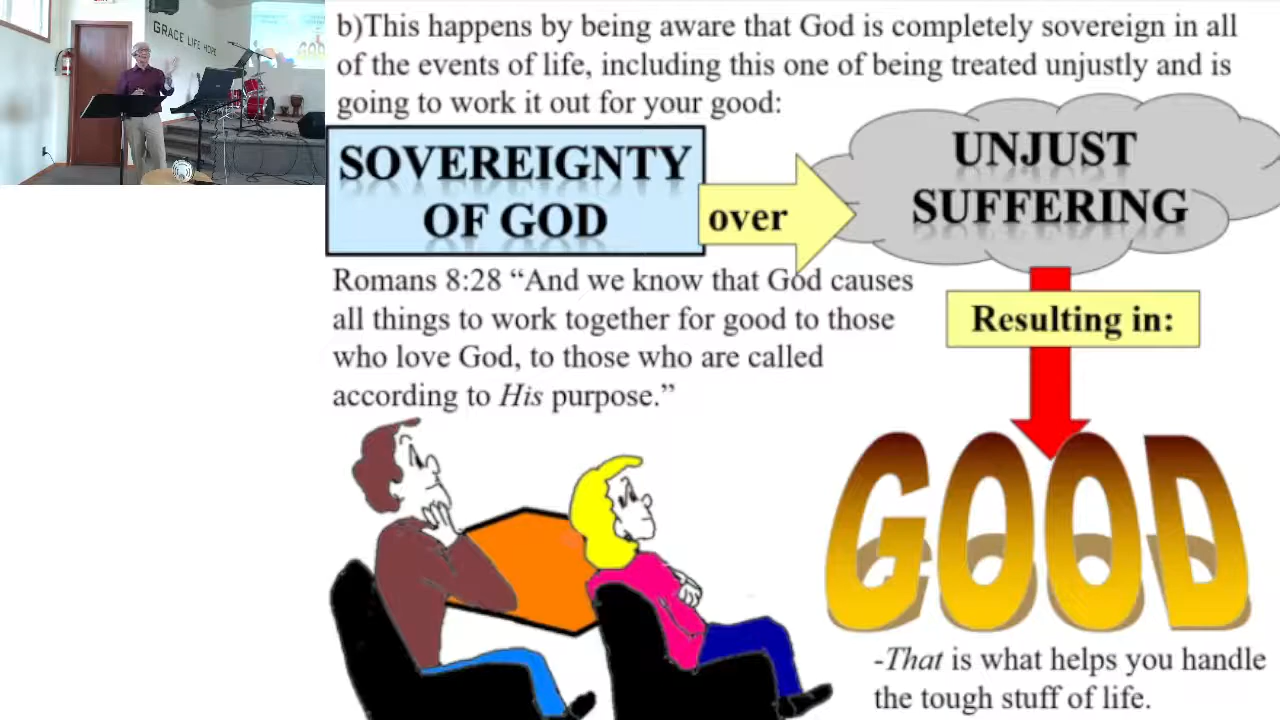 GRACE LIFE HOPE
b)This happens by being aware that God is completely sovereign in all
of the events of life, including this one of being treated unjustly and is
going to work it out for your good:
SOVEREIGNTY
OF GOD
over
UNJUST
SUFFERING
Romans 8:28 “And we know that God causes
all things to work together for good to those
who love God, to those who are called
according to His purpose.”
Resulting in:
GOOD
-That is what helps you handle
the tough stuff of life.